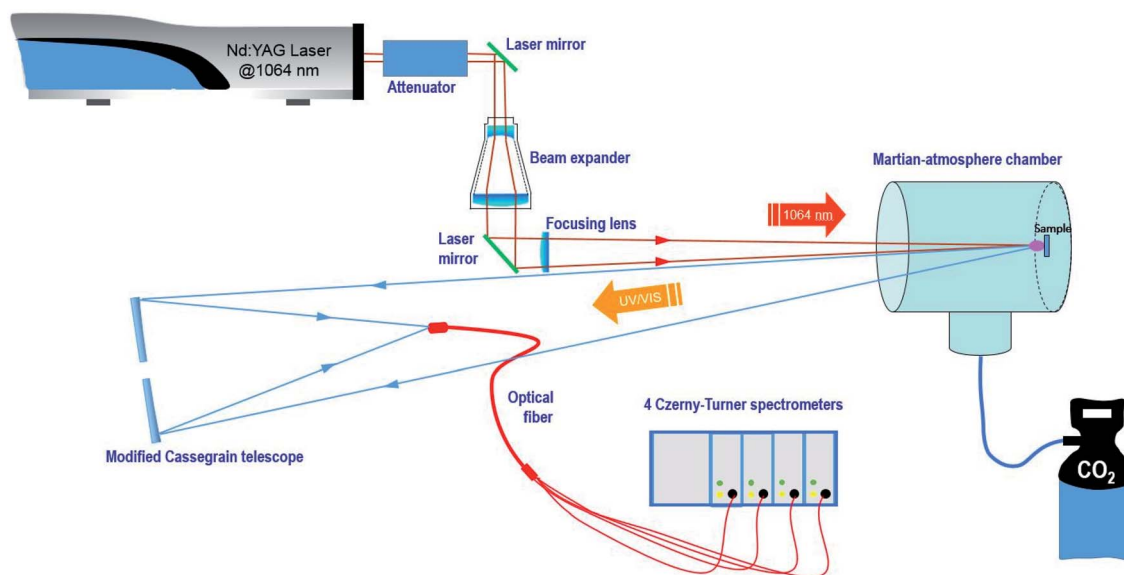 Nd:YAG Laser
@1064 nm
Attenuator
Laser mirror
Beam expander
Martian-atmosphere chamber
1064 nm
Focusing lens
Laser
mirror
Sample
UV/VIS
Optical
fiber
4 Czerny-Turner spectrometers
Modified Cassegrain telescope
CO₂